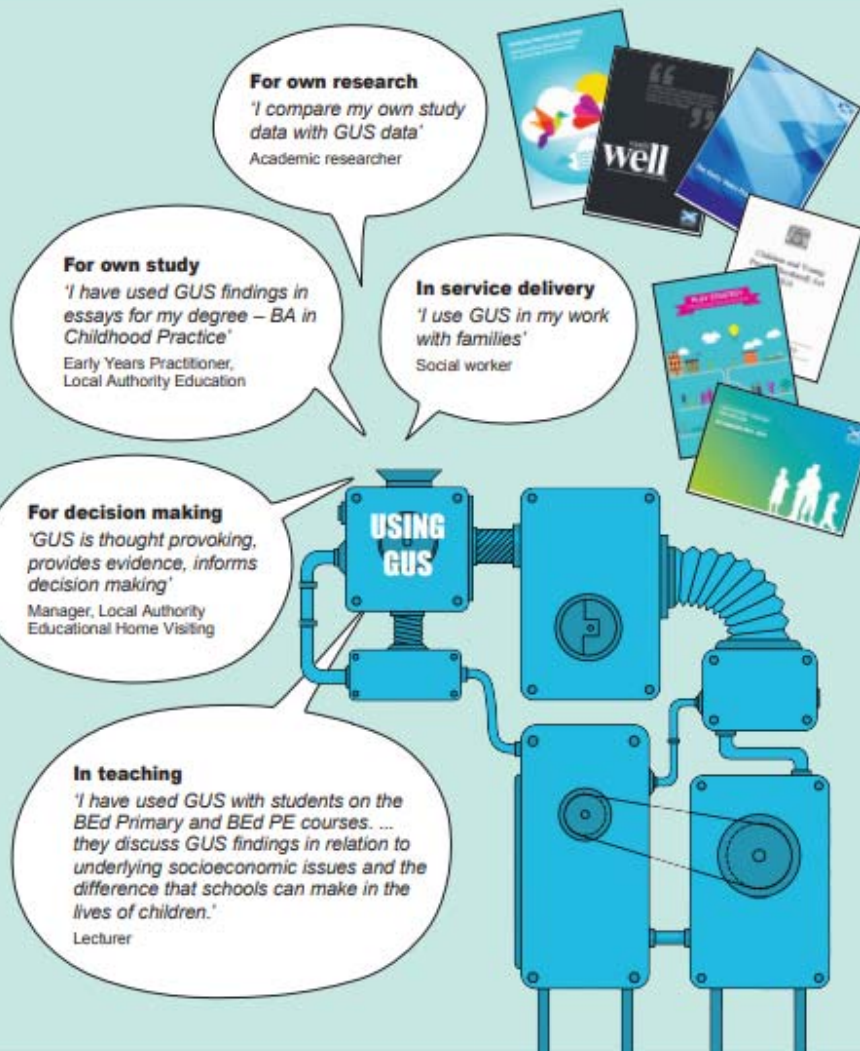 For own research
'I compare my own study
data with GUS data'
Academic researcher
For own study
'I have used GUS findings in
essays for my degree – BA in
Childhood Practice'
Early Years Practitioner,
Local Authority Education
In service delivery
'I use GUS in my work
with families'
Social worker
well
PLAY STRATEGY
For decision making
'GUS is thought provoking,
provides evidence, informs
decision making'
Manager, Local Authority
Educational Home Visiting
USING
GUS
In teaching
'I have used GUS with students on the
BEd Primary and BEd PE courses. ...
they discuss GUS findings in relation to
underlying socioeconomic issues and the
difference that schools can make in the
lives of children.'
Lecturer